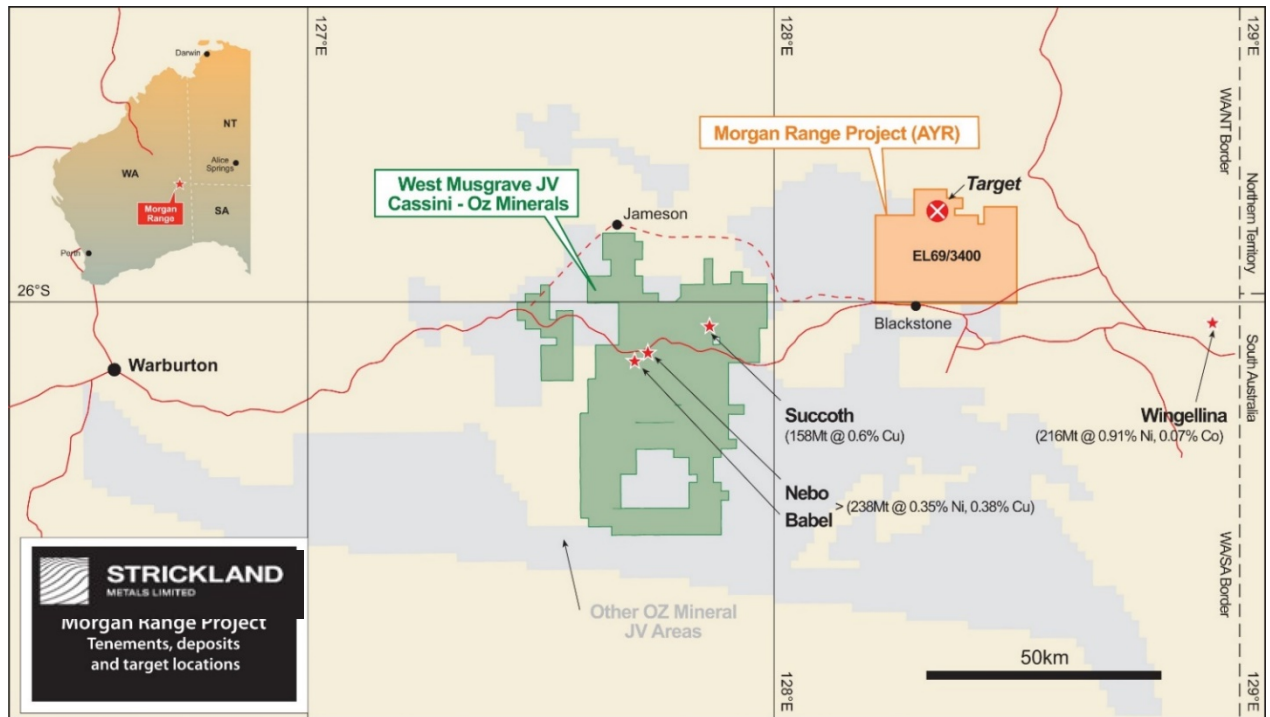 127°E
128°E
129°E
Darwin
NT
Alice
Springs
WA
SA
Morgan
Range
Perth
WA/NT Border
Northern Territory
Morgan Range Project (AYR)
Target
West Musgrave JV
Cassini - Oz Minerals
Jameson
EL69/3400
26°S
Blackstone
Warburton
South Australia
Succoth
(158Mt @ 0.6% Cu)
Wingellina
(216Mt @ 0.91% Ni, 0.07% Co)
Nebo
Babel
> (238Mt @ 0.35% Ni, 0.38% Cu)
WA/SA Border
Other OZ Mineral
JV Areas
STRICKLAND
METALS LIMITED
Morgan Range Project
Tenements, deposits
and target locations
50km
128°E
129°E